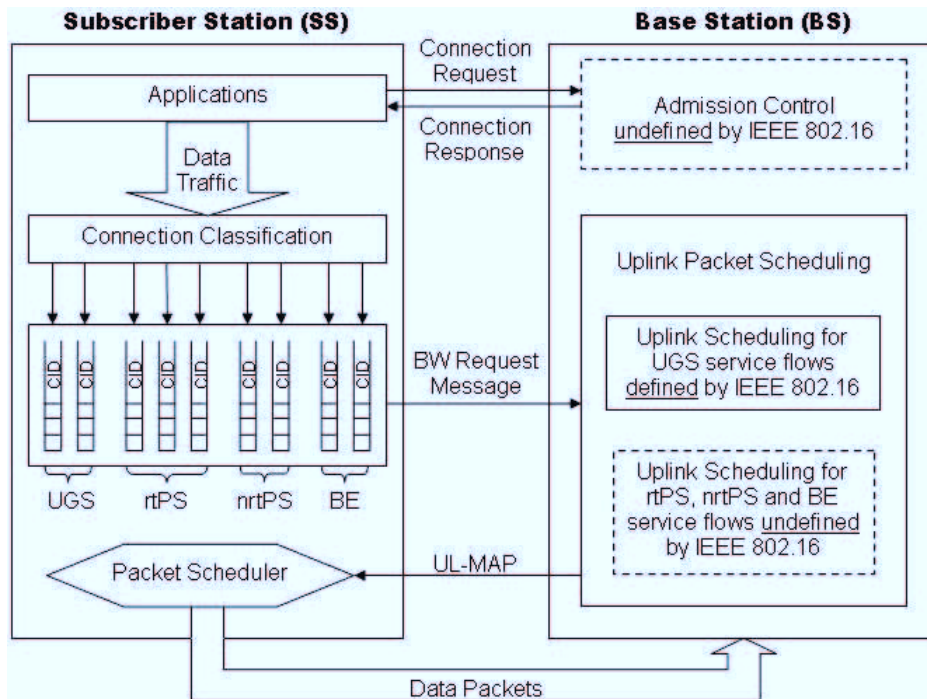 Subscriber Station (SS)
Base Station (BS)
Connection
Request
Applications
Admission Control
undefined by IEEE 802.16
Connection
Response
Data
Traffic
Connection Classification
Uplink Packet Scheduling
CID CID CID CID CID CID CID CID CID
BW Request
Message
Uplink Scheduling for
UGS service flows
defined by IEEE 802.16
UGS rtPS nrtPS BE
Uplink Scheduling for
rtPS, nrtPS and BE
service flows undefined
by IEEE 802.16
Packet Scheduler
UL-MAP
Data Packets